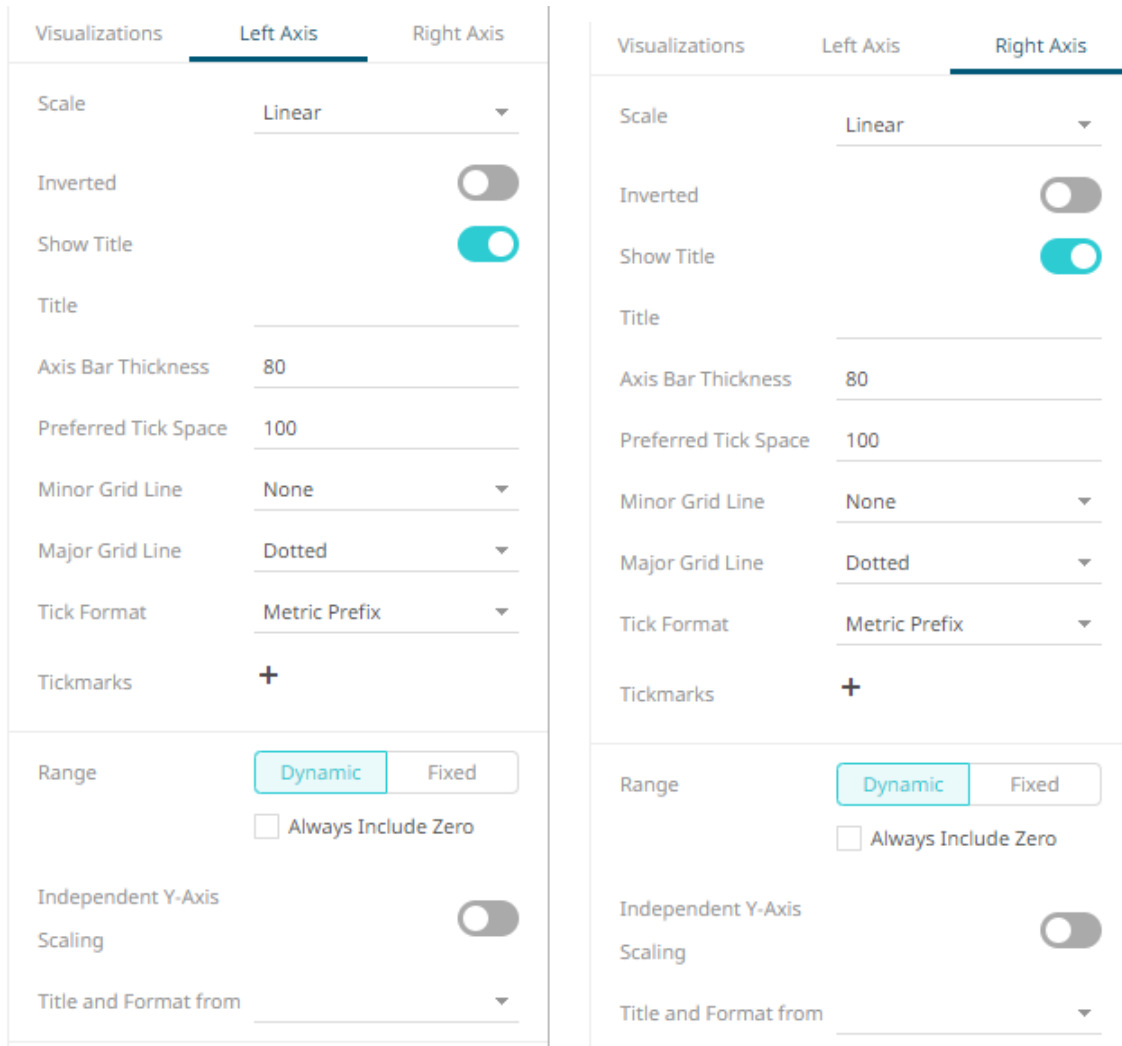 Visualizations Left Axis Right Axis
Scale Linear
Inverted
Show Title
Title
Axis Bar Thickness 80
Preferred Tick Space 100
Minor Grid Line None
Major Grid Line Dotted
Tick Format Metric Prefix
Tickmarks +
Range Dynamic Fixed
Always Include Zero
Independent Y-Axis
Scaling
Title and Format from
Visualizations Left Axis Right Axis
Scale Linear
Inverted
Show Title
Title
Axis Bar Thickness 80
Preferred Tick Space 100
Minor Grid Line None
Major Grid Line Dotted
Tick Format Metric Prefix
Tickmarks +
Range Dynamic Fixed
Always Include Zero
Independent Y-Axis
Scaling
Title and Format from